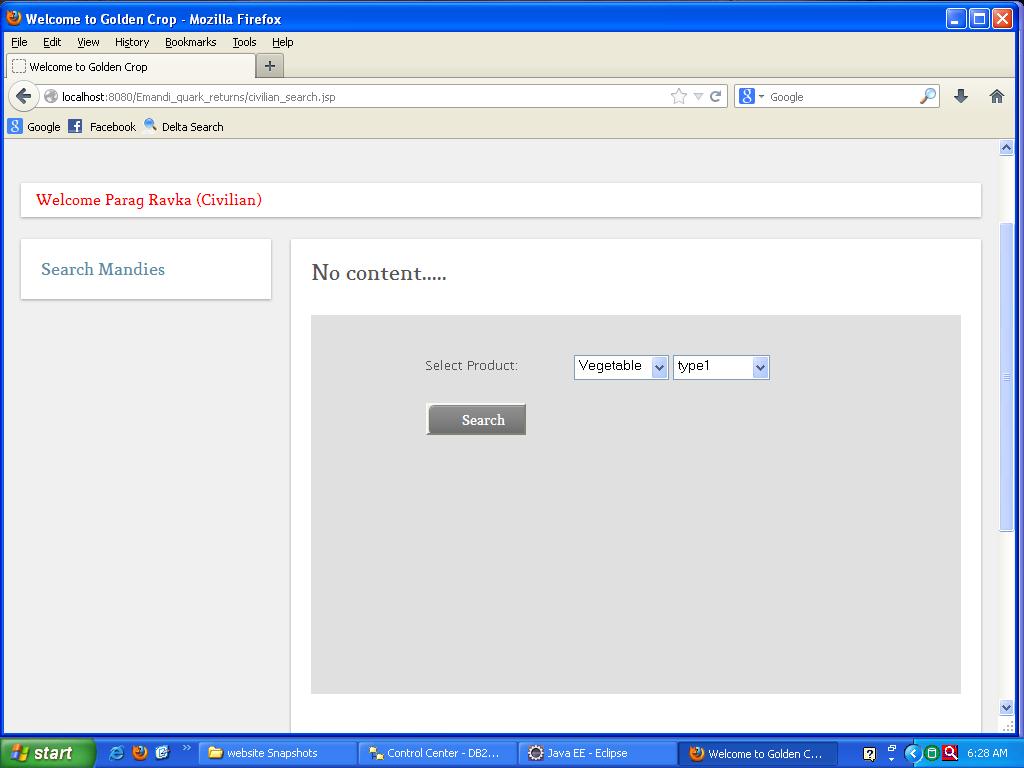 Welcome to Golden Crop - Mozilla Firefox
File Edit View History Bookmarks Tools Help
Welcome to Golden Crop
localhost:8080/Emandi_quark_returns/civilian_search.jsp Google
Google Facebook Delta Search
Welcome Parag Ravka (Civilian)
Search Mandies
No content.....
Select Product: Vegetable type1
Search
start website Snapshots Control Center - DB2... Java EE - Eclipse Welcome to Golden C... 6:28 AM